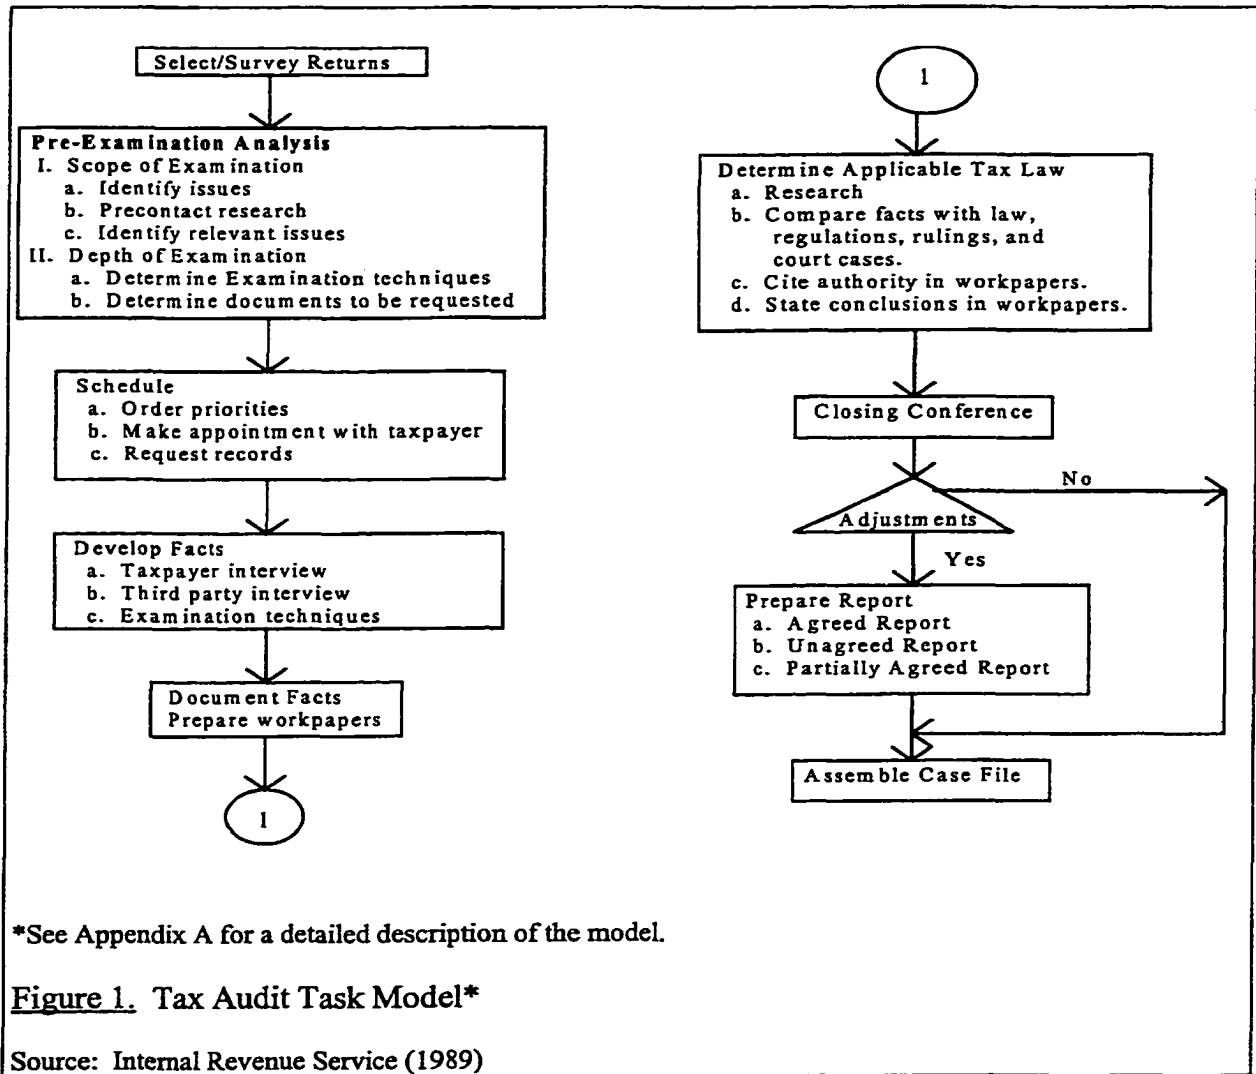 Select/Survey Returns
Pre-Examination Analysis
I. Scope of Examination
a. Identify issues
b. Precontact research
c. Identify relevant issues
II. Depth of Examination
a. Determine Examination techniques
b. Determine documents to be requested
Schedule
a. Order priorities
b. Make appointment with taxpayer
c. Request records
Develop Facts
a. Taxpayer interview
b. Third party interview
c. Examination techniques
Document Facts
Prepare workpapers
1
1
Determine Applicable Tax Law
a. Research
b. Compare facts with law,
regulations, rulings, and
court cases.
c. Cite authority in workpapers.
d. State conclusions in workpapers.
Closing Conference
Adjustments
No
Yes
Prepare Report
a. Agreed Report
b. Unagreed Report
c. Partially Agreed Report
Assemble Case File
*See Appendix A for a detailed description of the model.
Figure 1. Tax Audit Task Model*
Source: Internal Revenue Service (1989)